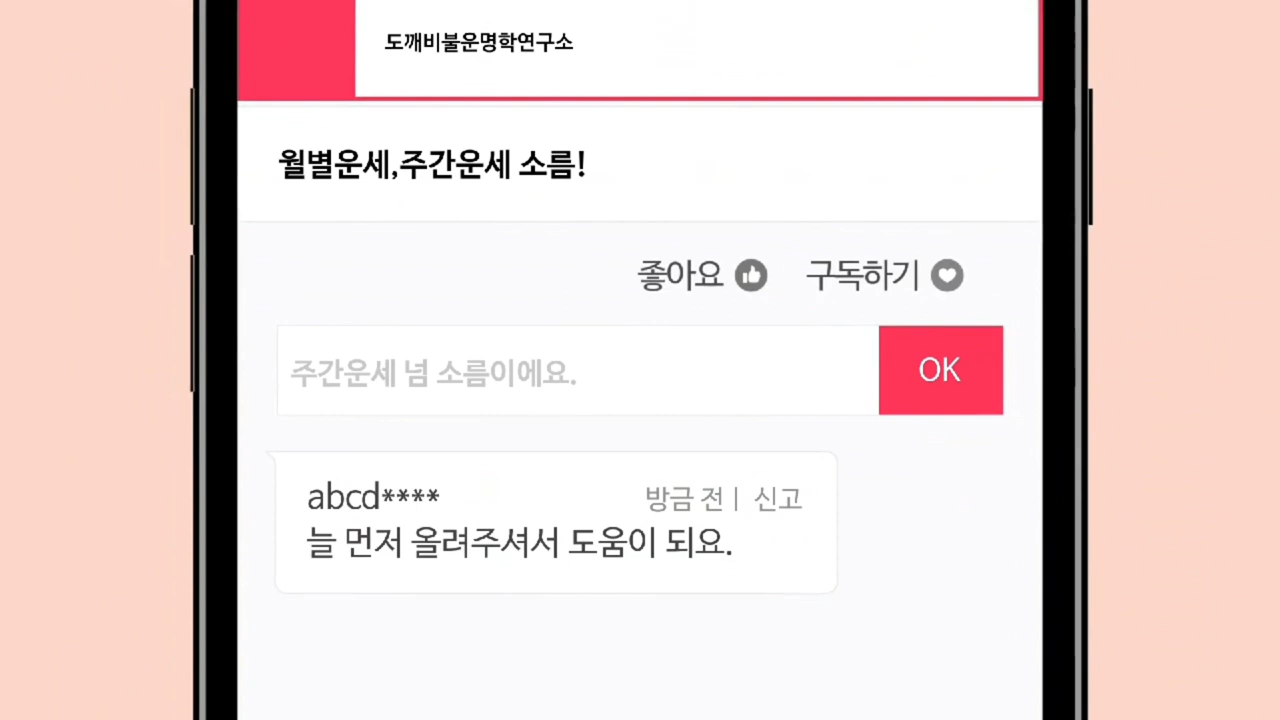 도깨비불운명학연구소
월별운세,주간운세 소름!
좋아요 구독하기
주간운세 넘 소름이에요.
OK
abcd**** 방금 전 | 신고
늘 먼저 올려주셔서 도움이 되요.